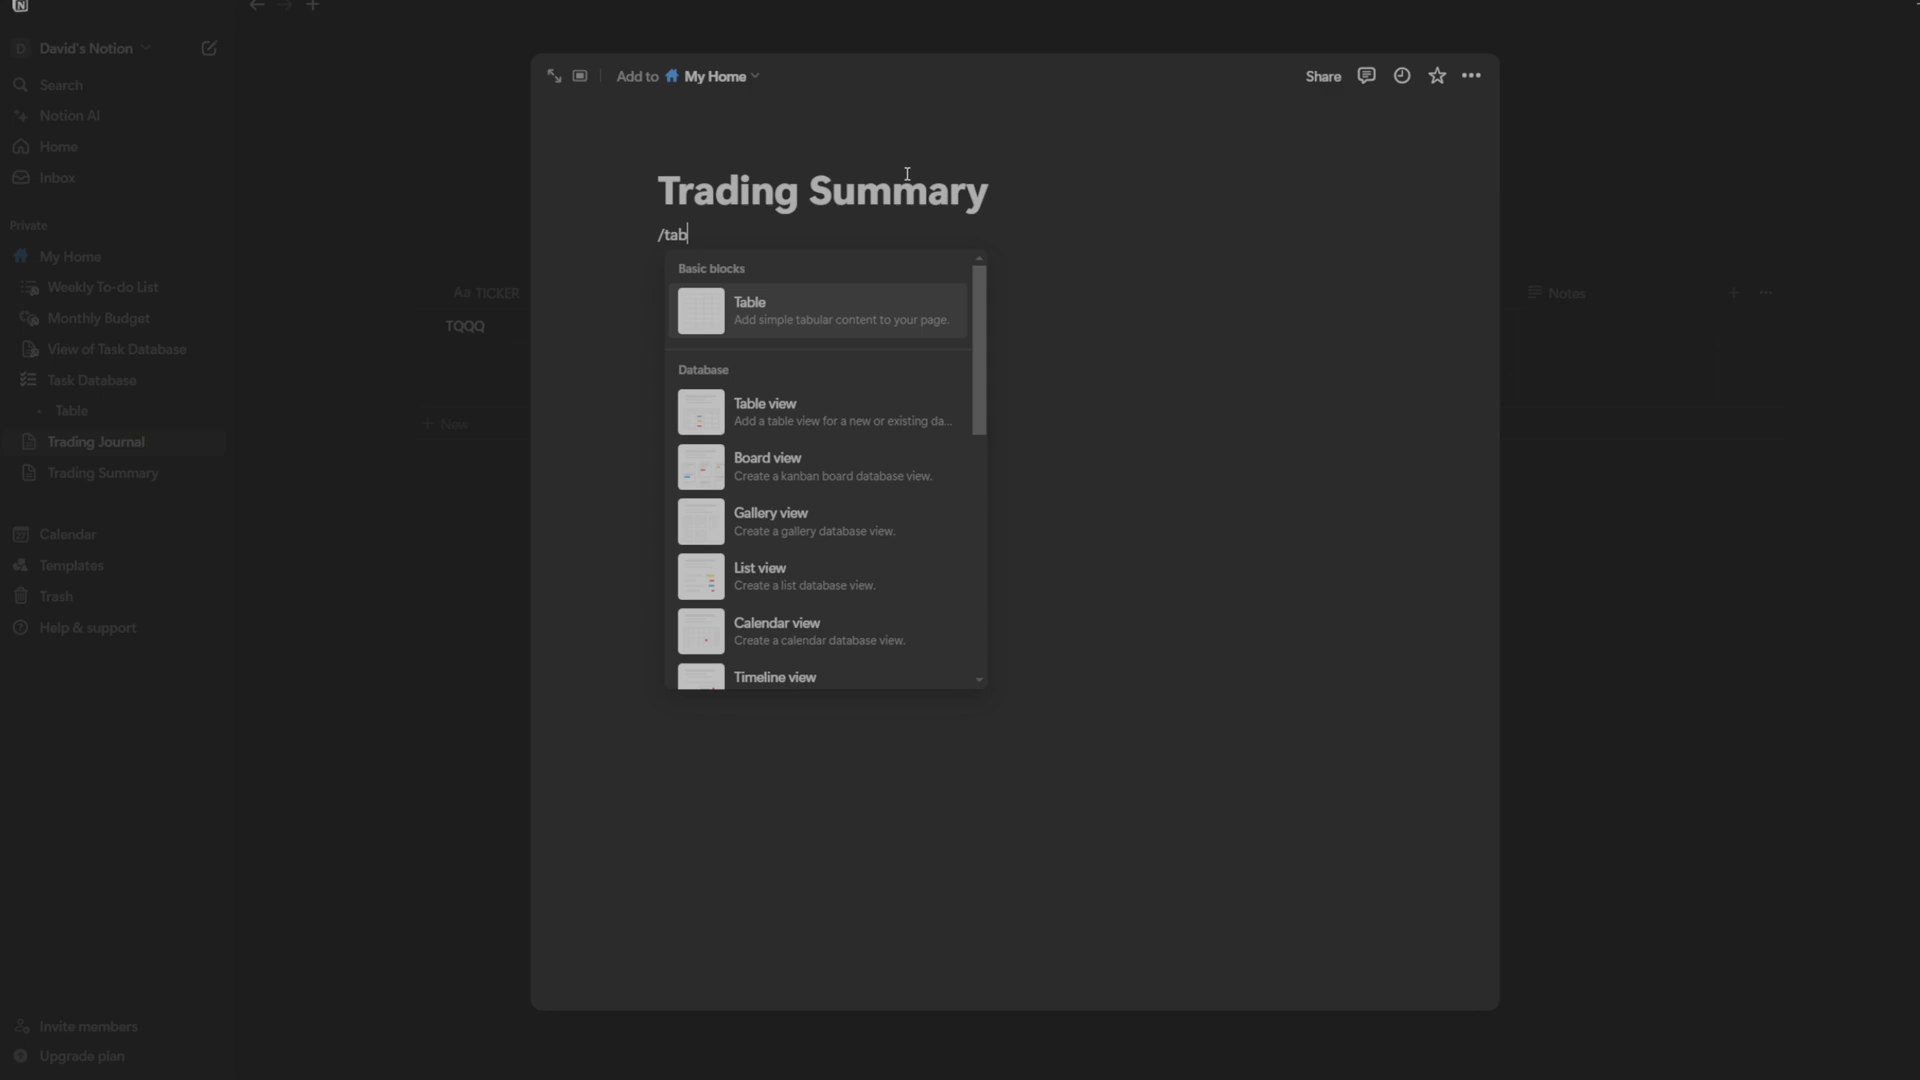 David's Notion
Search
Notion AI
Home
Inbox
Private
My Home
Weekly To-do List
Monthly Budget
View of Task Database
Task Database
Table
Trading Journal
Trading Summary
Calendar
Templates
Trash
Help & support
Invite members
Upgrade plan
Aa TICKER
TQQQ
+ New
Notes
Add to My Home
Share
Trading Summary
/tab
Basic blocks
Table
Add simple tabular content to your page.
Database
Table view
Add a table view for a new or existing da...
Board view
Create a kanban board database view.
Gallery view
Create a gallery database view.
List view
Create a list database view.
Calendar view
Create a calendar database view.
Timeline view